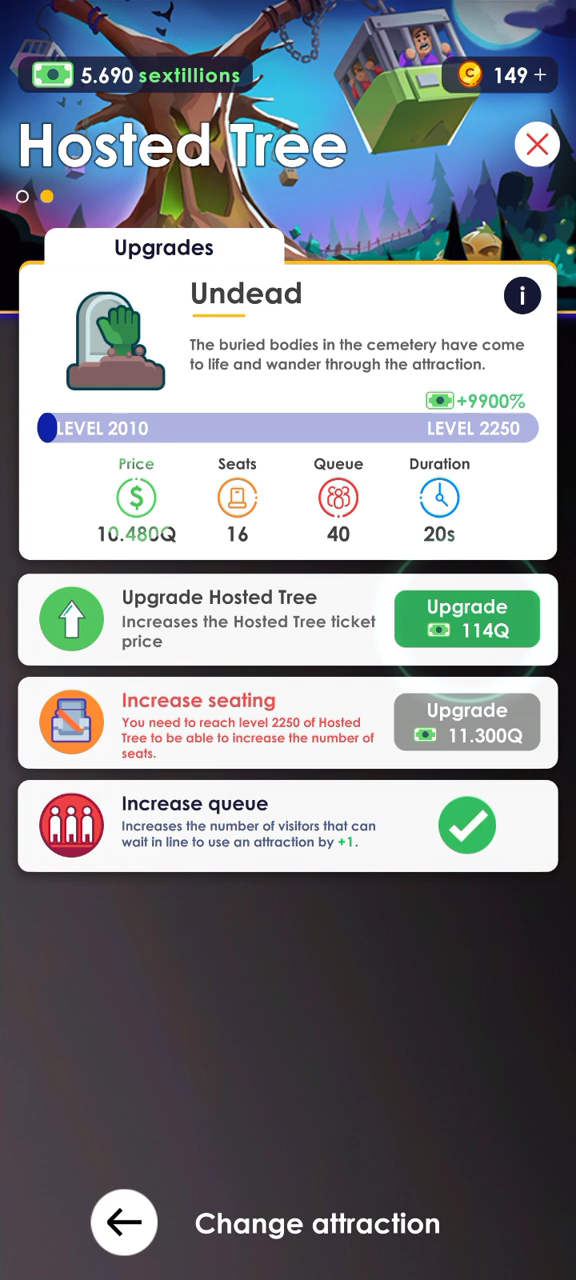 5.690 sextillions
149 +
Hosted Tree
Upgrades
Undead
i
The buried bodies in the cemetery have come
to life and wander through the attraction.
+9900%
LEVEL 2010
LEVEL 2250
Price
Seats
Queue
Duration
10.480Q
16
40
20s
Upgrade Hosted Tree
Increases the Hosted Tree ticket
price
Upgrade
114Q
Increase seating
You need to reach level 2250 of Hosted
Tree to be able to increase the number of
seats.
Upgrade
11.300Q
Increase queue
Increases the number of visitors that can
wait in line to use an attraction by +1.
Change attraction